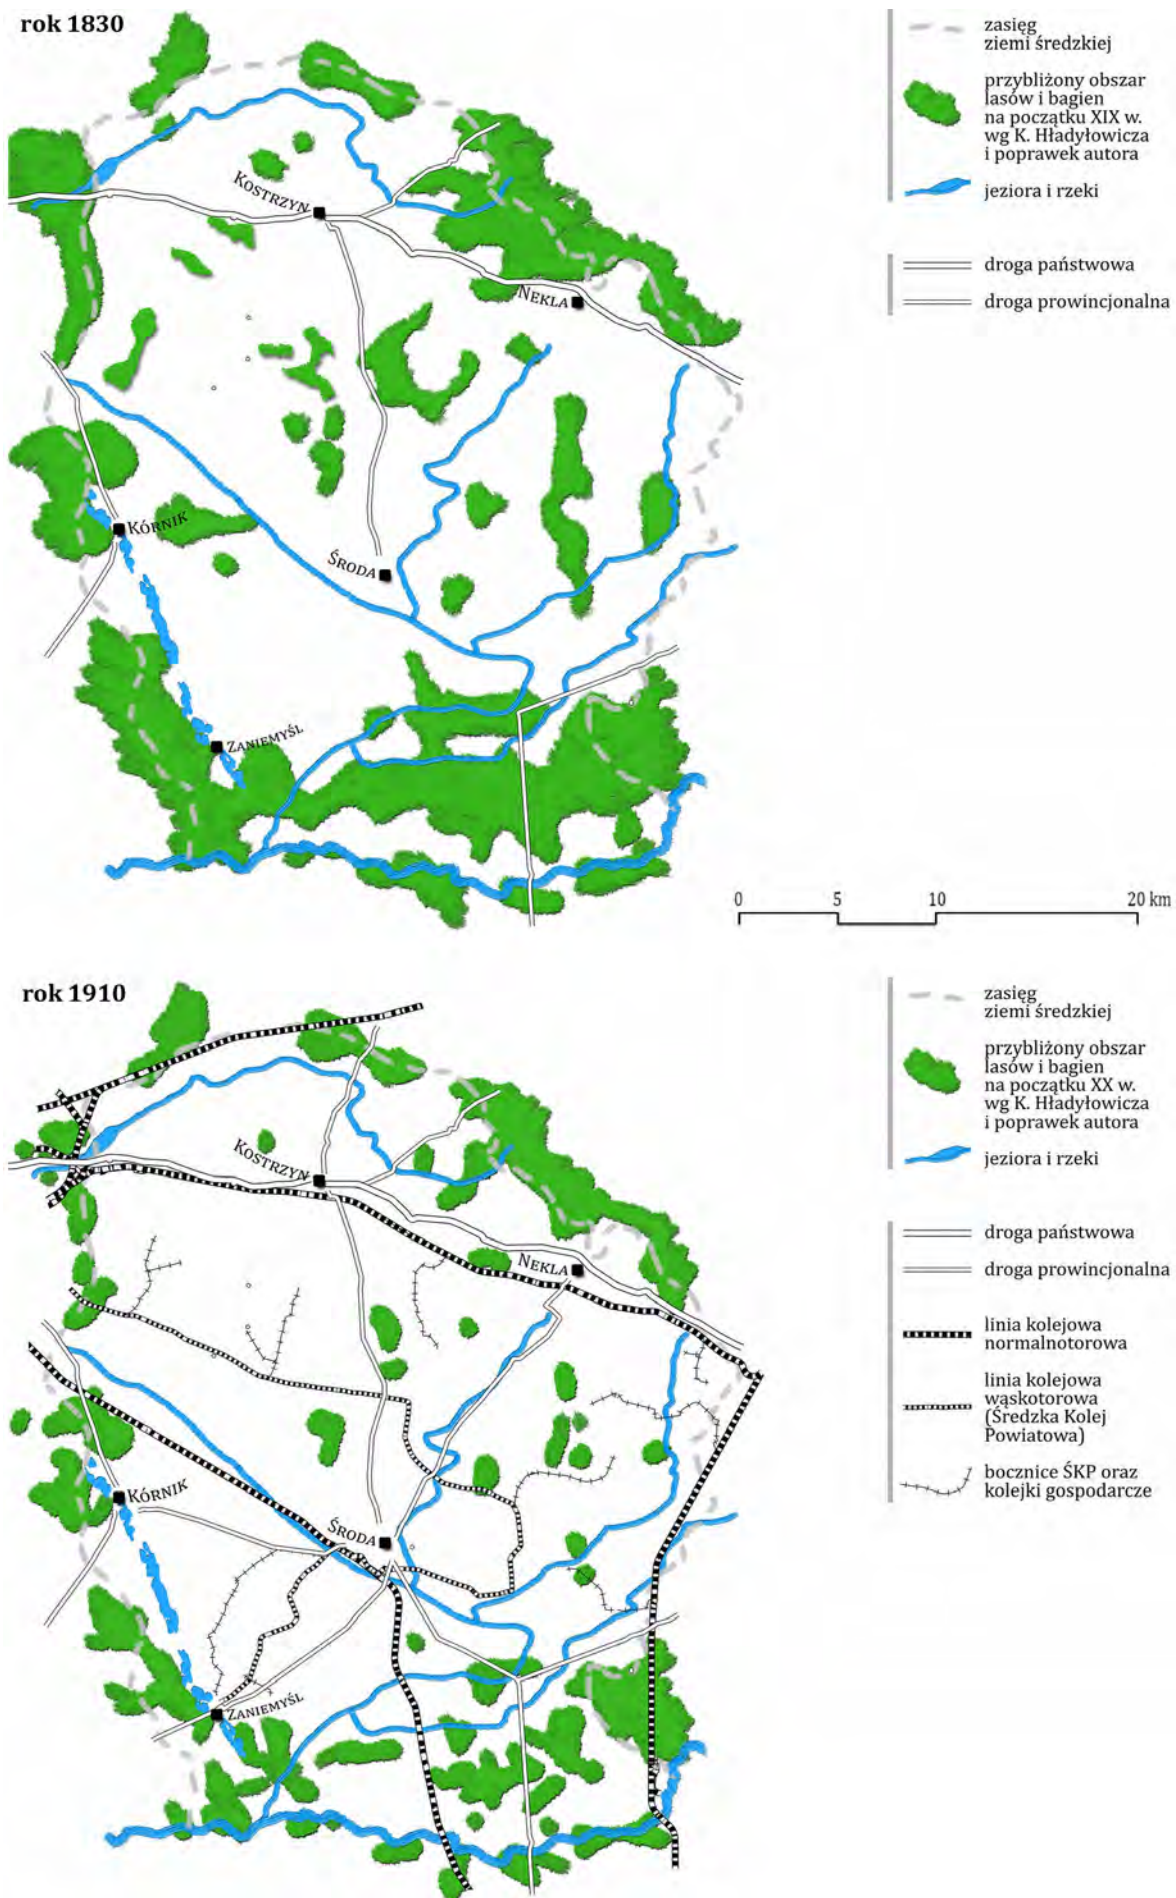 rok 1830
zasięg
ziemi średzkiej
przybliżony obszar
lasów i bagien
na początku XIX w.
wg K. Hładyłowicza
i poprawek autora
jeziora i rzeki
droga państwowa
droga prowincjonalna
KOSTRZYN
NEKLA
KÓRNIK
ŚRODA
ZANIEMYŚL
0 5 10 20 km
rok 1910
zasięg
ziemi średzkiej
przybliżony obszar
lasów i bagien
na początku XX w.
wg K. Hładyłowicza
i poprawek autora
jeziora i rzeki
droga państwowa
droga prowincjonalna
linia kolejowa
normalnotorowa
linia kolejowa
wąskotorowa
(Średzka Kolej
Powiatowa)
bocznice ŚKP oraz
kolejki gospodarcze
KOSTRZYN
NEKLA
KÓRNIK
ŚRODA
ZANIEMYŚL